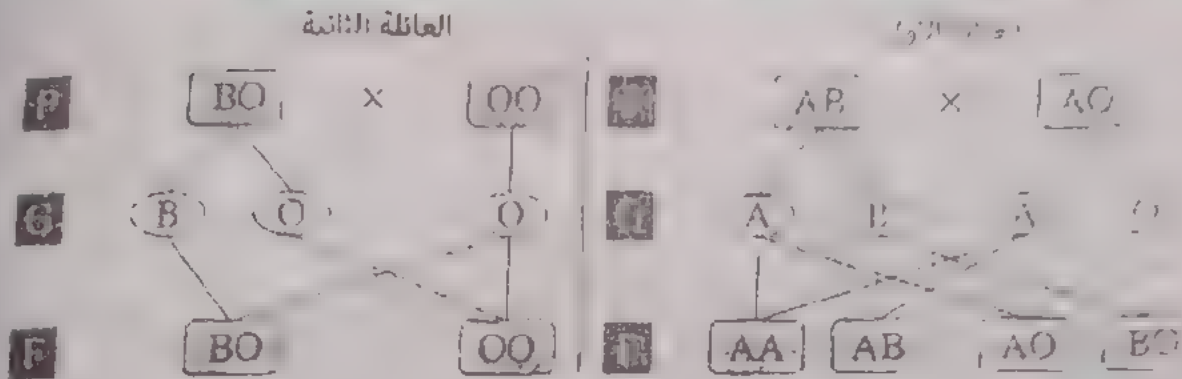 العائلة الثانية
P BO × OO
AB × AO
G B O O
A B A O
F BO OO
AA AB AO BO